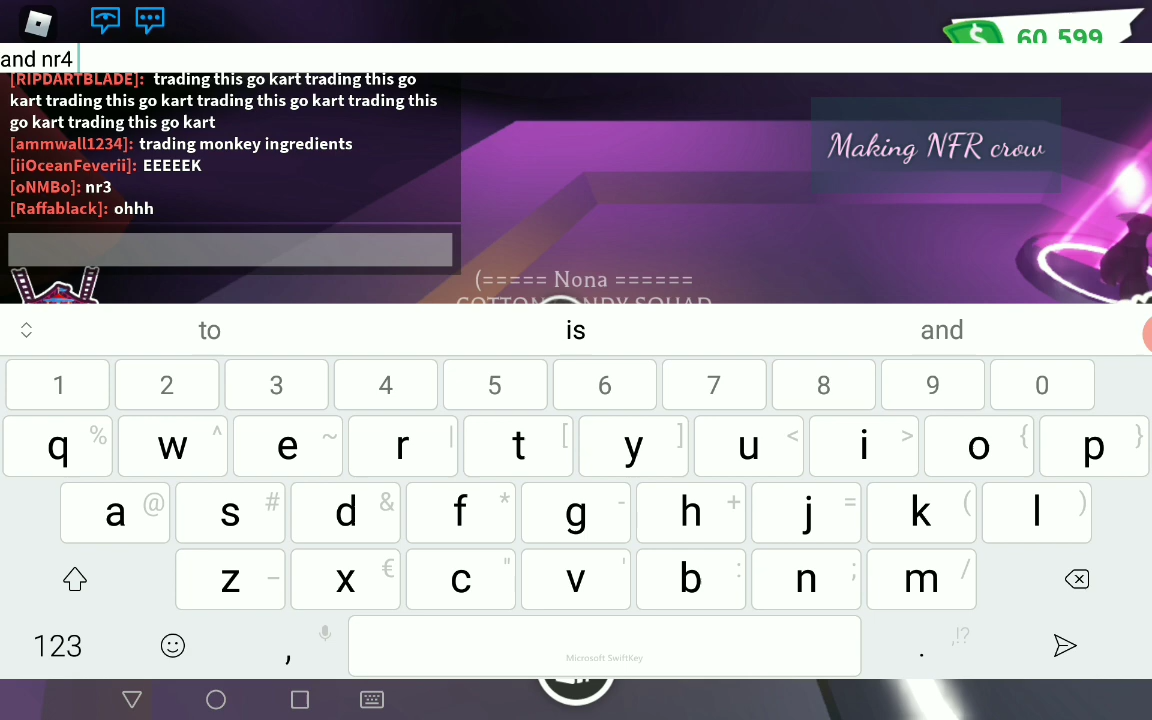 60,599
and nr4
[RIPDARTBLADE]: trading this go kart trading this go
kart trading this go kart trading this go kart trading this
go kart trading this go kart
[ammwall1234]: trading monkey ingredients
[iiOceanFeverii]: EEEEEK
[oNMBo]: nr3
[Raffablack]: ohhh
Making NFR crow
(===== Nona ======
COTTON CANDY SQUAD
to is and
1 2 3 4 5 6 7 8 9 0
q % w ^ e ~ r | t [ y ] u < i > o { p }
a @ s # d & f * g - h + j = k ( l )
z – x € c " v ' b : n ; m /
123 , . ,!?
Microsoft SwiftKey